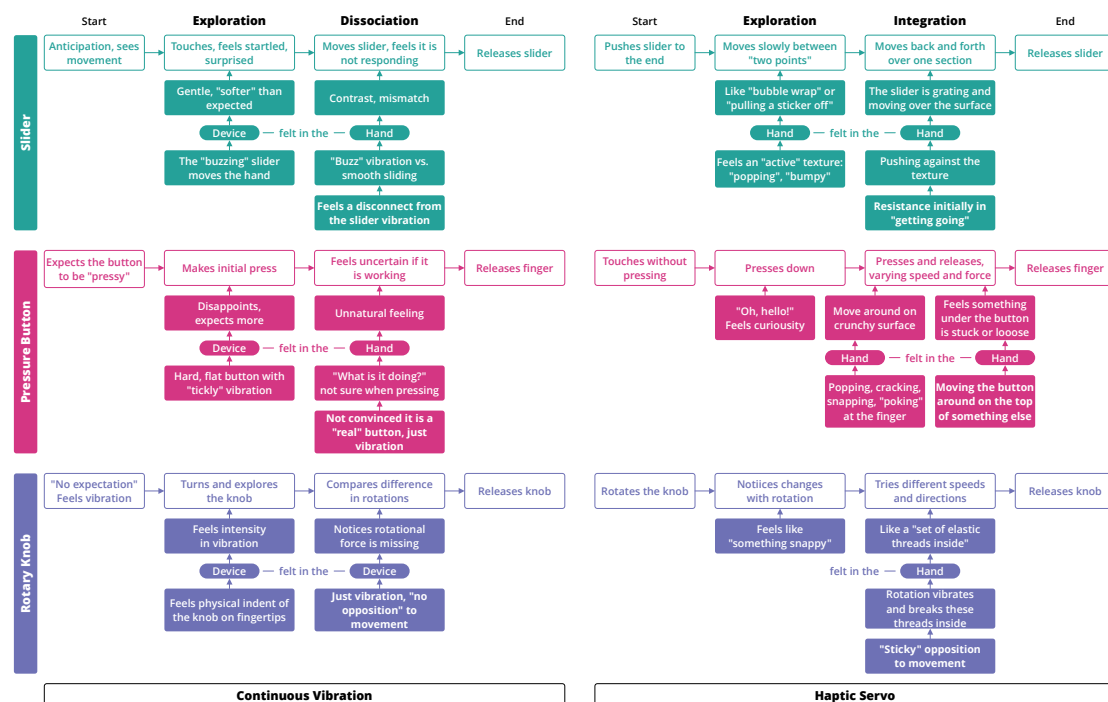 Start
Exploration
Dissociation
End
Start
Exploration
Integration
End
Slider
Anticipation, sees
movement
Touches, feels startled,
surprised
Moves slider, feels it is
not responding
Releases slider
Gentle, "softer" than
expected
Contrast, mismatch
Device
felt in the
Hand
The "buzzing" slider
moves the hand
"Buzz" vibration vs.
smooth sliding
Feels a disconnect from
the slider vibration
Pushes slider to
the end
Moves slowly between
"two points"
Moves back and forth
over one section
Releases slider
Like "bubble wrap" or
"pulling a sticker off"
The slider is grating and
moving over the surface
Hand
felt in the
Hand
Feels an "active" texture:
"popping", "bumpy"
Pushing against the
texture
Resistance initially in
"getting going"
Pressure Button
Expects the button
to be "pressy"
Makes initial press
Feels uncertain if it
is working
Releases finger
Disappoints,
expects more
Unnatural feeling
Device
felt in the
Hand
Hard, flat button with
"tickly" vibration
"What is it doing?"
not sure when pressing
Not convinced it is a
"real" button, just
vibration
Touches without
pressing
Presses down
Presses and releases,
varying speed and force
Releases finger
"Oh, hello!"
Feels curiousity
Move around on
crunchy surface
Feels something
under the button
is stuck or looose
Hand
felt in the
Hand
Popping, cracking,
snapping, "poking"
at the finger
Moving the button
around on the top
of something else
Rotary Knob
"No expectation"
Feels vibration
Turns and explores
the knob
Compares difference
in rotations
Releases knob
Feels intensity
in vibration
Notices rotational
force is missing
Device
felt in the
Device
Feels physical indent of
the knob on fingertips
Just vibration, "no
opposition" to
movement
Rotates the knob
Notiices changes
with rotation
Tries different speeds
and directions
Releases knob
Feels like
"something snappy"
Like a "set of elastic
threads inside"
felt in the
Hand
Rotation vibrates
and breaks these
threads inside
"Sticky" opposition
to movement
Continuous Vibration
Haptic Servo